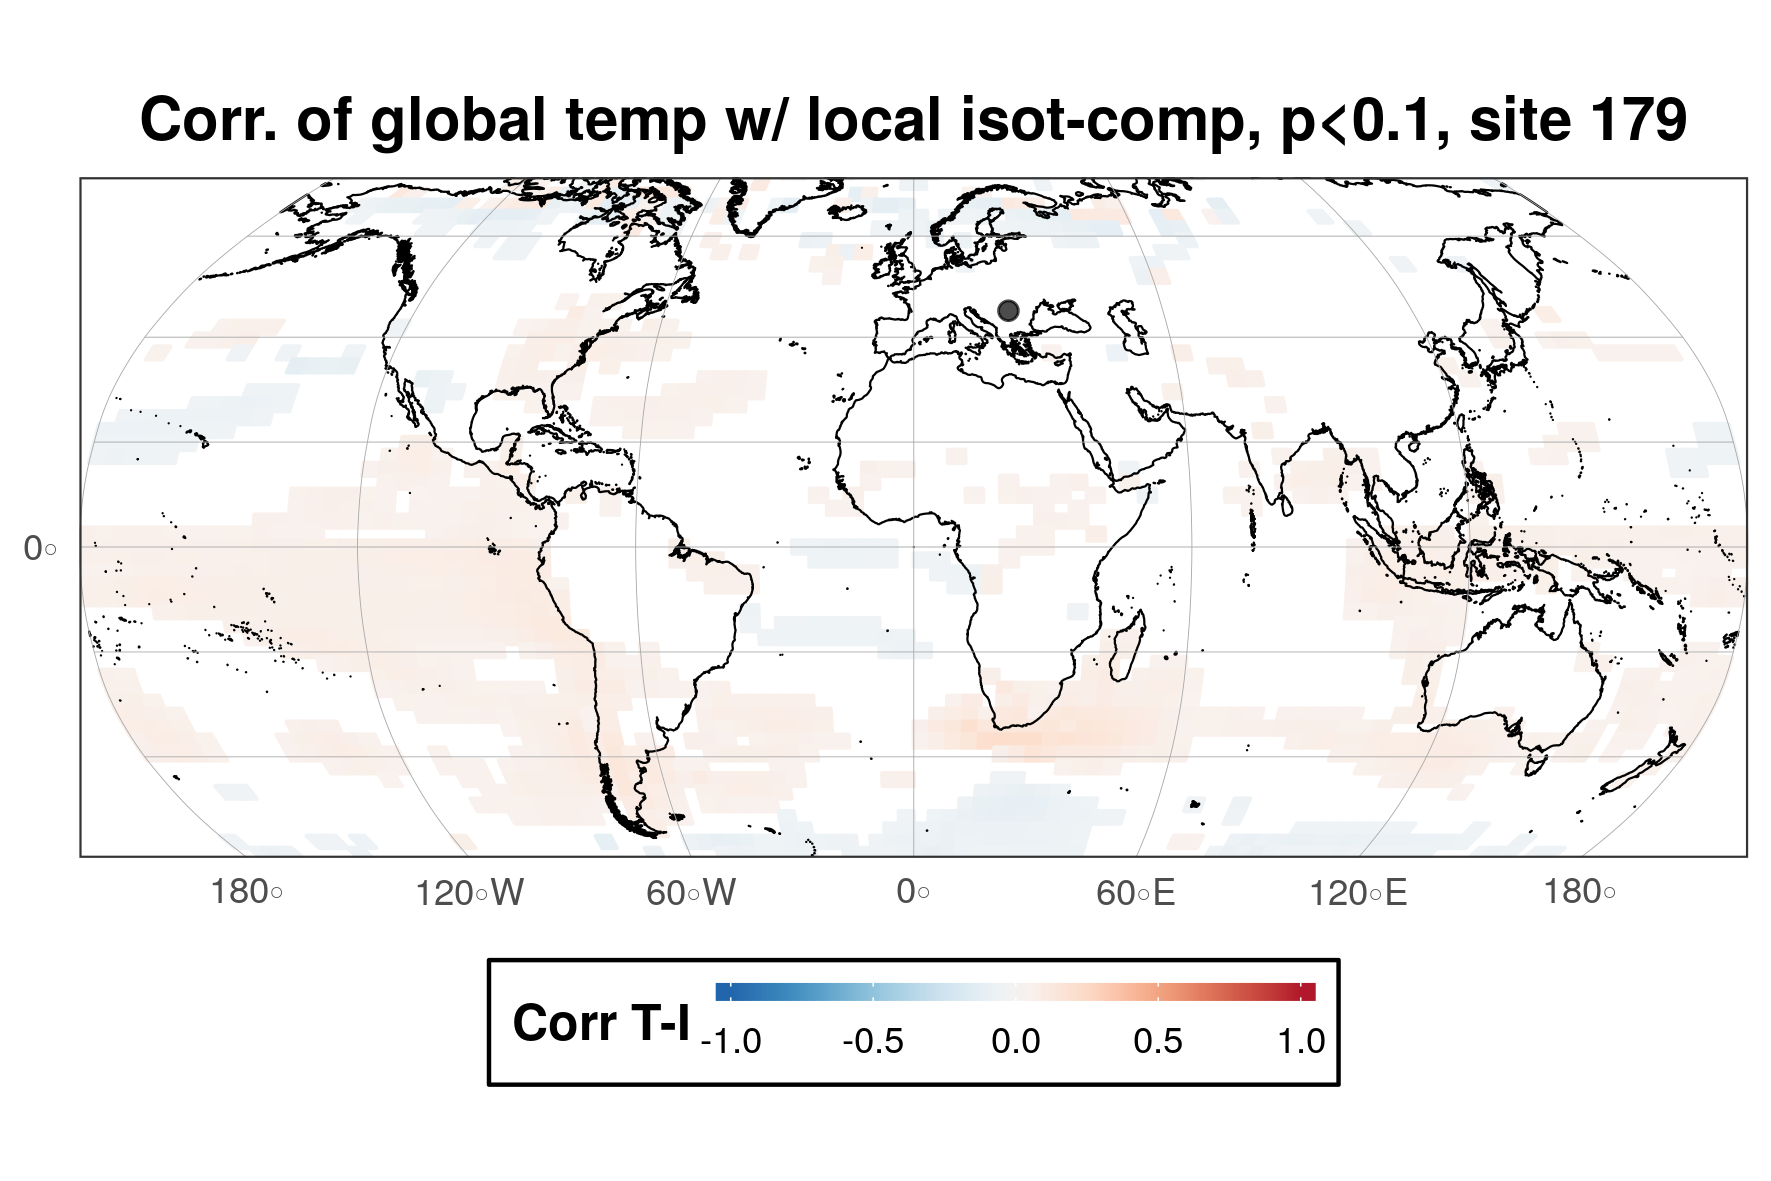 Corr. of global temp w/ local isot-comp, p<0.1, site 179
0°
180° 120°W 60°W 0° 60°E 120°E 180°
Corr T-I
-1.0 -0.5 0.0 0.5 1.0